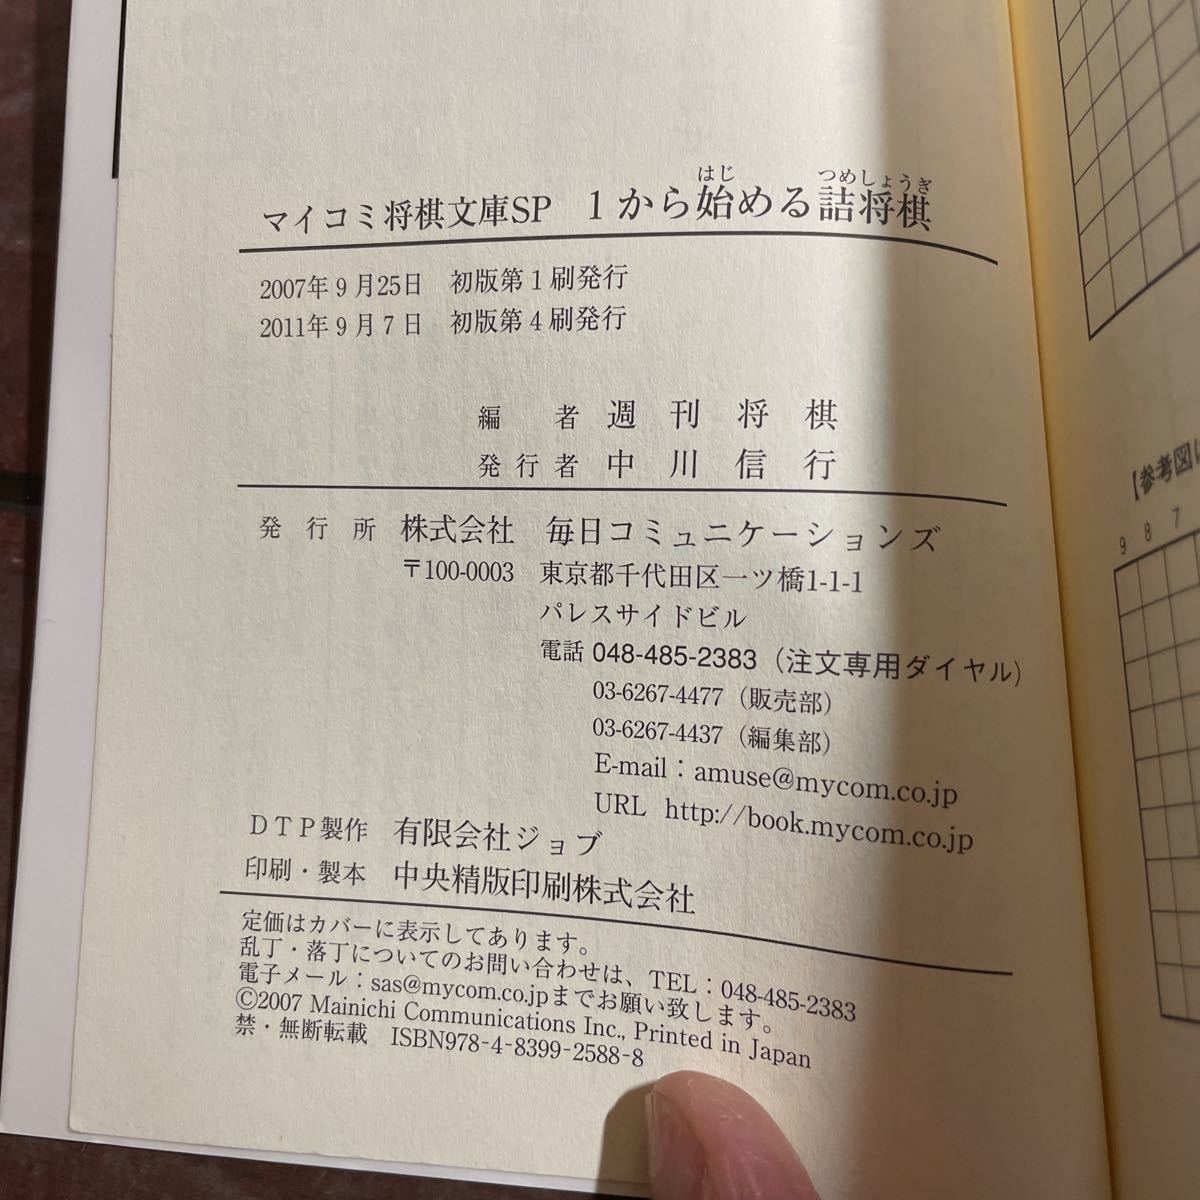 マイコミ将棋文庫SP 1から始める詰将棋
はじ つめしょうぎ
2007年9月25日 初版第1刷発行
2011年9月7日 初版第4刷発行
編者 週刊将棋
発行者 中川信行
発行所 株式会社 毎日コミュニケーションズ
〒100-0003 東京都千代田区一ツ橋1-1-1
パレスサイドビル
電話 048-485-2383（注文専用ダイヤル）
03-6267-4477（販売部）
03-6267-4437（編集部）
E-mail：amuse@mycom.co.jp
URL http://book.mycom.co.jp
DTP製作 有限会社ジョブ
印刷・製本 中央精版印刷株式会社
定価はカバーに表示してあります。
乱丁・落丁についてのお問い合わせは、TEL：048-485-2383
電子メール：sas@mycom.co.jpまでお願い致します。
©2007 Mainichi Communications Inc., Printed in Japan
禁・無断転載 ISBN978-4-8399-2588-8
【参考図は
9 8 7